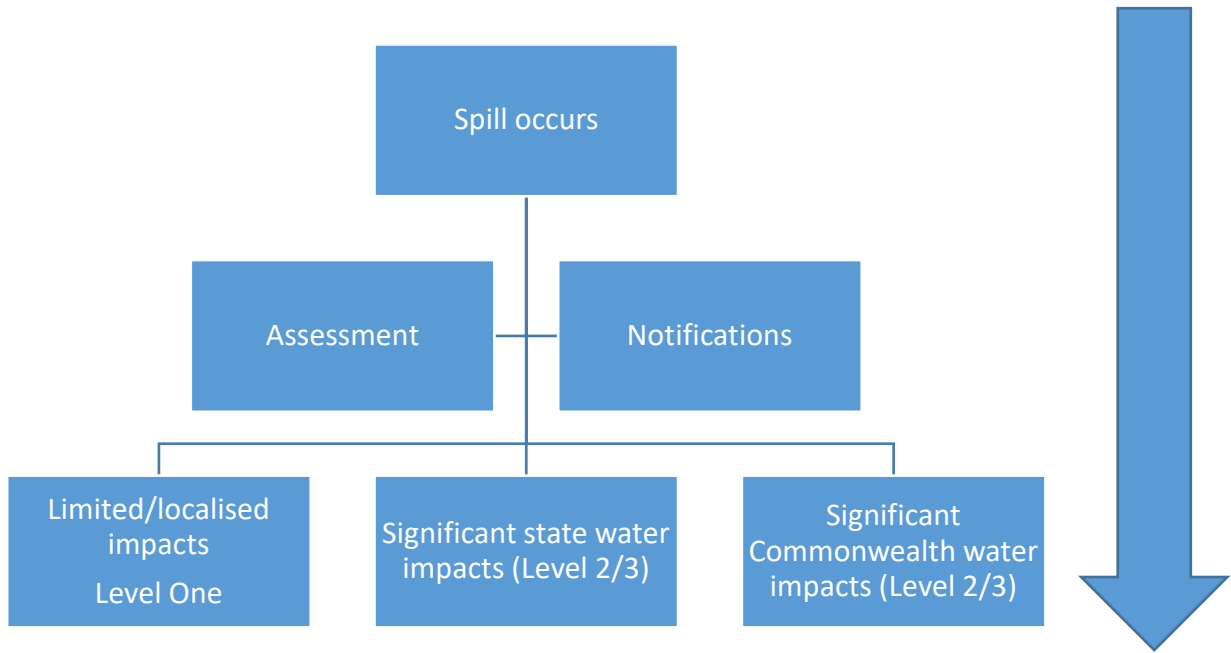 Spill occurs
Assessment
Notifications
Limited/localised
impacts
Level One
Significant state water
impacts (Level 2/3)
Significant
Commonwealth water
impacts (Level 2/3)